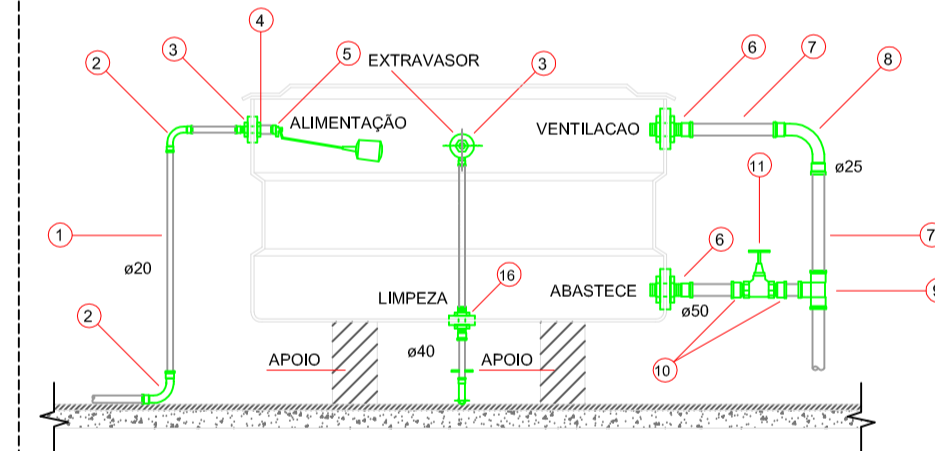 4
3
5
EXTRAVASOR
3
6
7
8
2
ALIMENTAÇÃO
VENTILACAO
11
ø25
1
ø20
6
7
16
ABASTECE
9
LIMPEZA
ø50
2
ø40
APOIO
APOIO
10